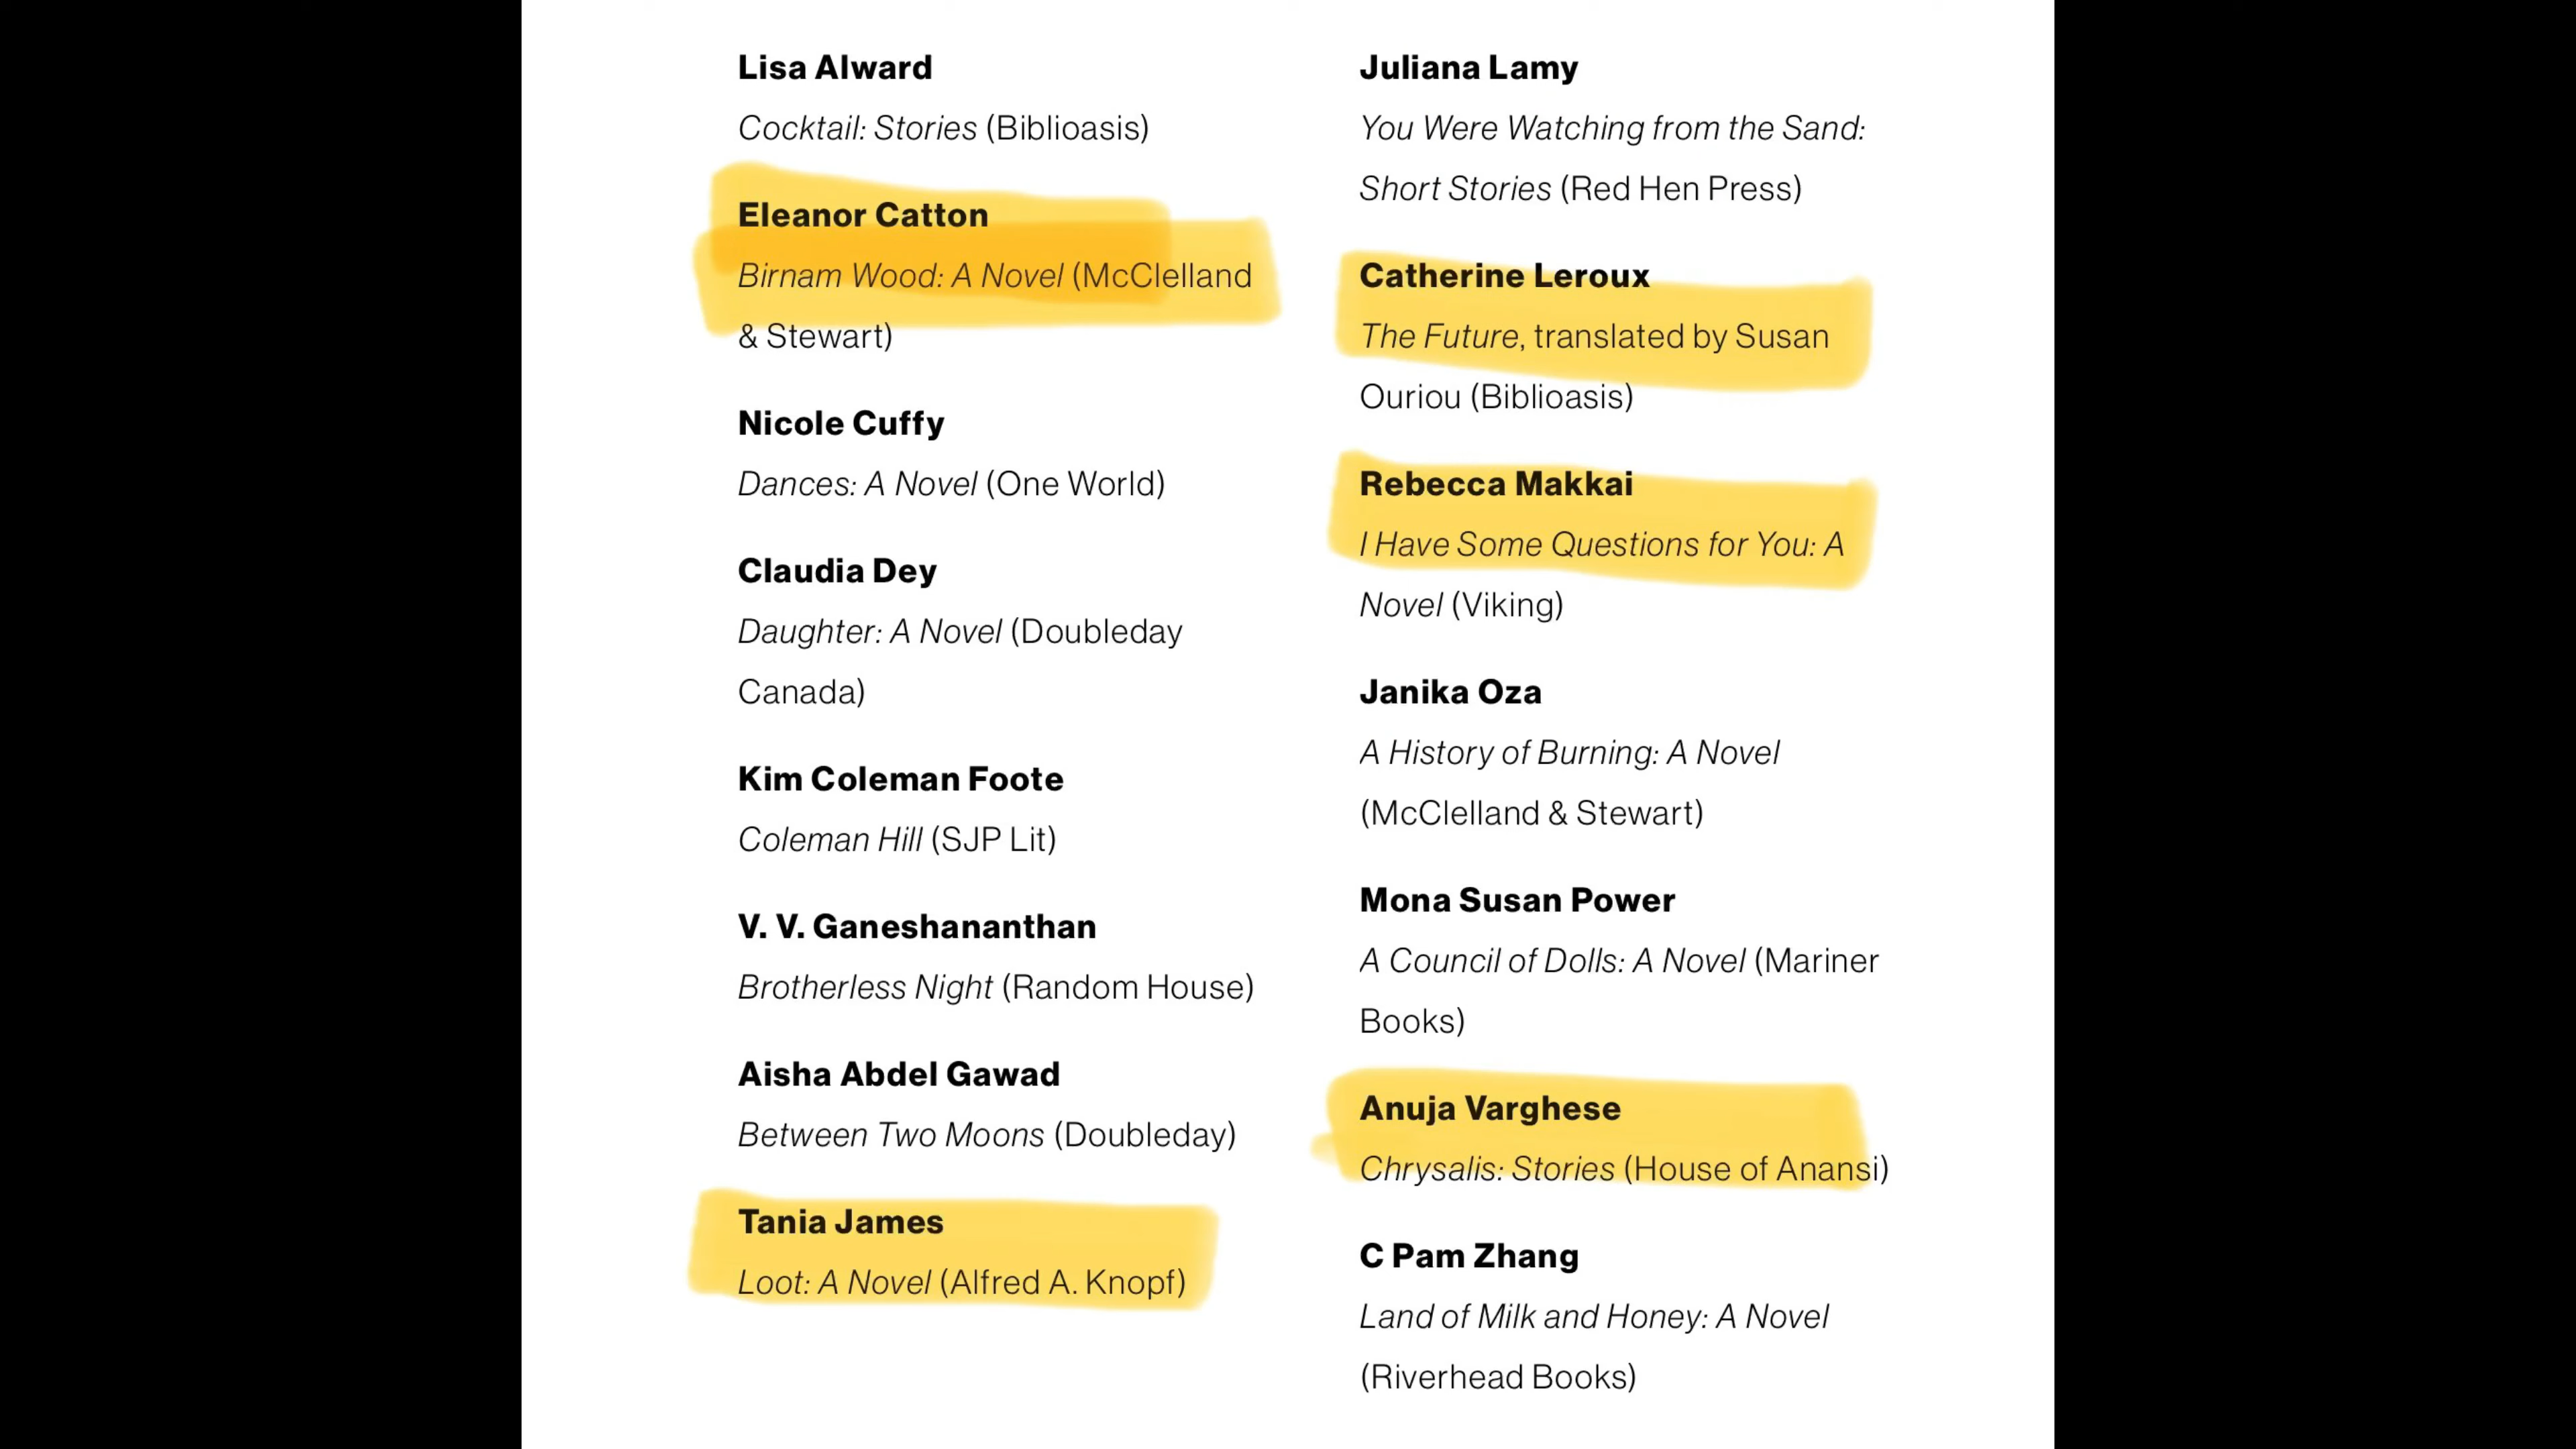 Lisa Alward
Cocktail: Stories (Biblioasis)
Eleanor Catton
Birnam Wood: A Novel (McClelland
& Stewart)
Nicole Cuffy
Dances: A Novel (One World)
Claudia Dey
Daughter: A Novel (Doubleday
Canada)
Kim Coleman Foote
Coleman Hill (SJP Lit)
V. V. Ganeshananthan
Brotherless Night (Random House)
Aisha Abdel Gawad
Between Two Moons (Doubleday)
Tania James
Loot: A Novel (Alfred A. Knopf)
Juliana Lamy
You Were Watching from the Sand:
Short Stories (Red Hen Press)
Catherine Leroux
The Future, translated by Susan
Ouriou (Biblioasis)
Rebecca Makkai
I Have Some Questions for You: A
Novel (Viking)
Janika Oza
A History of Burning: A Novel
(McClelland & Stewart)
Mona Susan Power
A Council of Dolls: A Novel (Mariner
Books)
Anuja Varghese
Chrysalis: Stories (House of Anansi)
C Pam Zhang
Land of Milk and Honey: A Novel
(Riverhead Books)